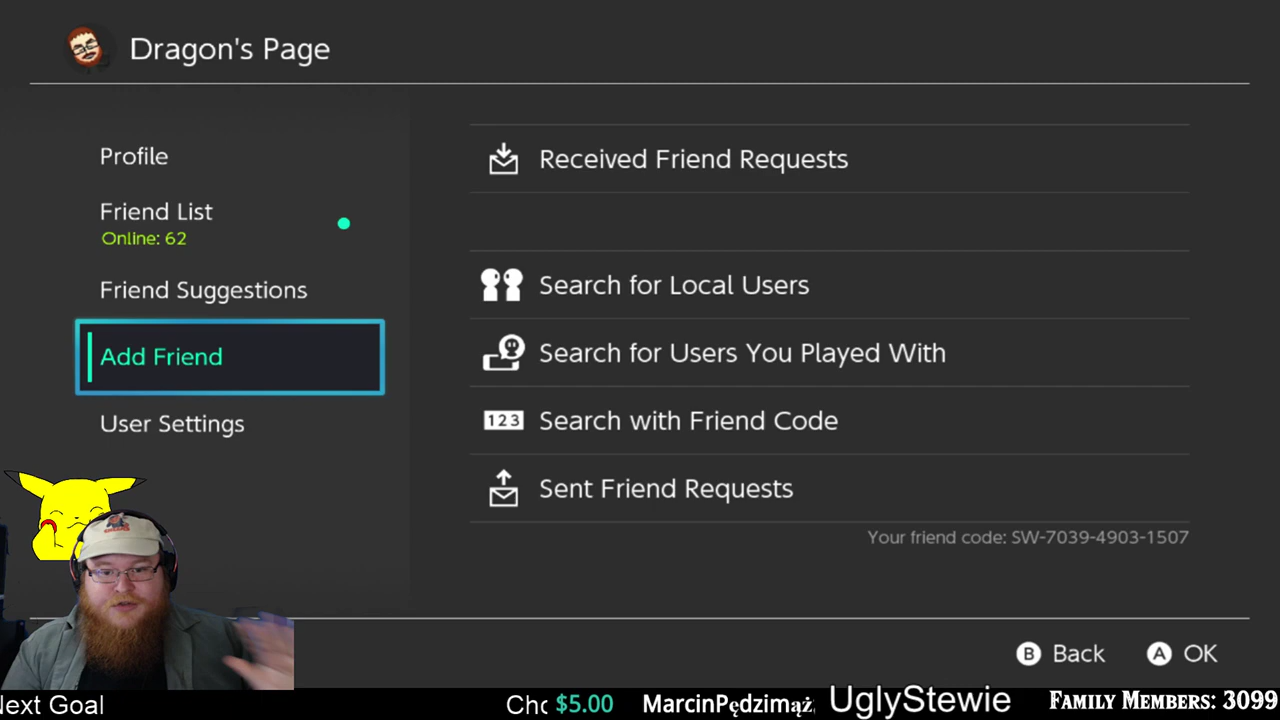 Dragon's Page
Profile
Friend List
Online: 62
Friend Suggestions
Add Friend
User Settings
Received Friend Requests
Search for Local Users
Search for Users You Played With
123 Search with Friend Code
Sent Friend Requests
Your friend code: SW-7039-4903-1507
B Back A OK
Next Goal $5.00 MarcinPędzimąż UglyStewie FAMILY MEMBERS: 3099